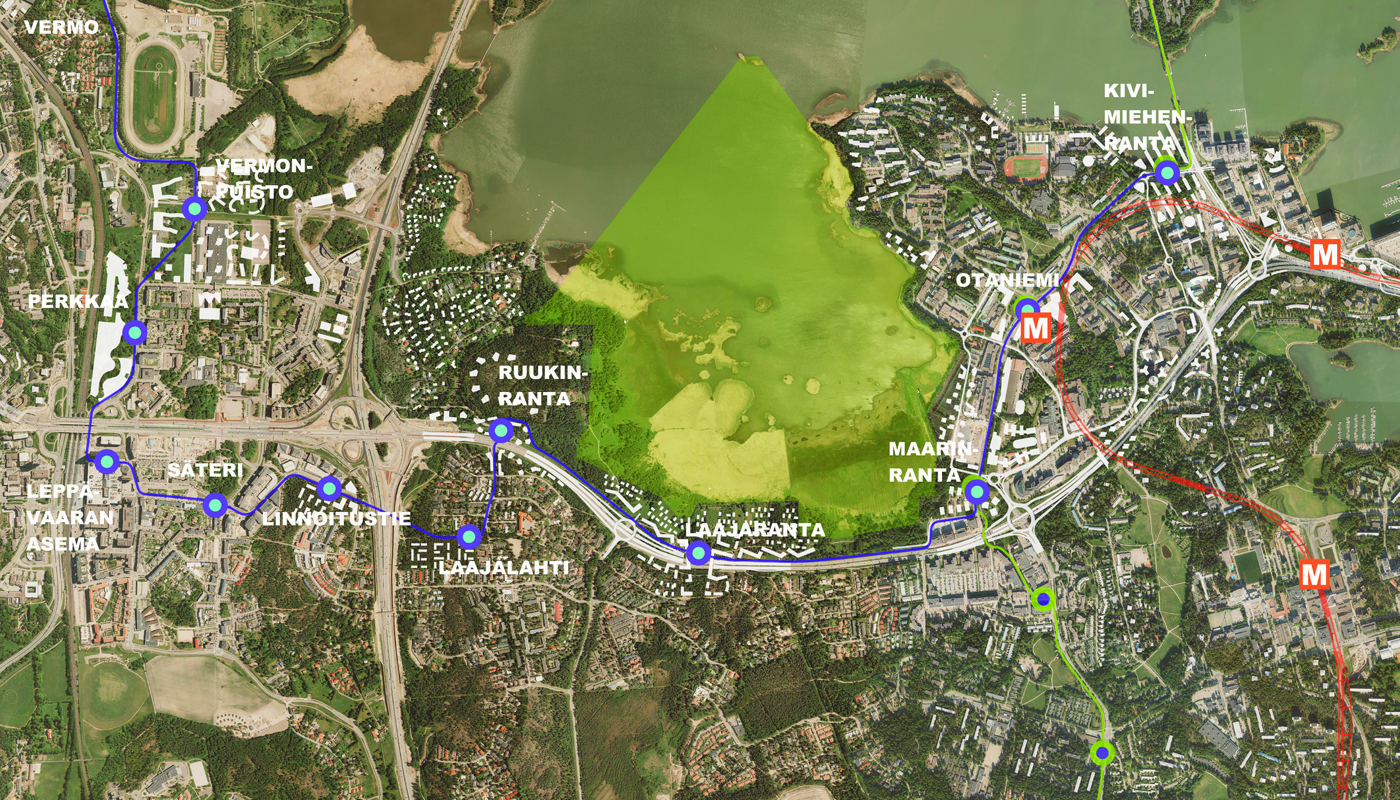 VERMO
KIVI-
MIEHEN-
RANTA
VERMON-
PUISTO
OTANIEMI
M
PERKKAA
M
RUUKIN-
RANTA
MAARIN-
RANTA
SÄTERI
LEPPÄ-
VAARAN
ASEMA
LINNOITUSTIE
LAAJARANTA
LAAJALAHTI
M